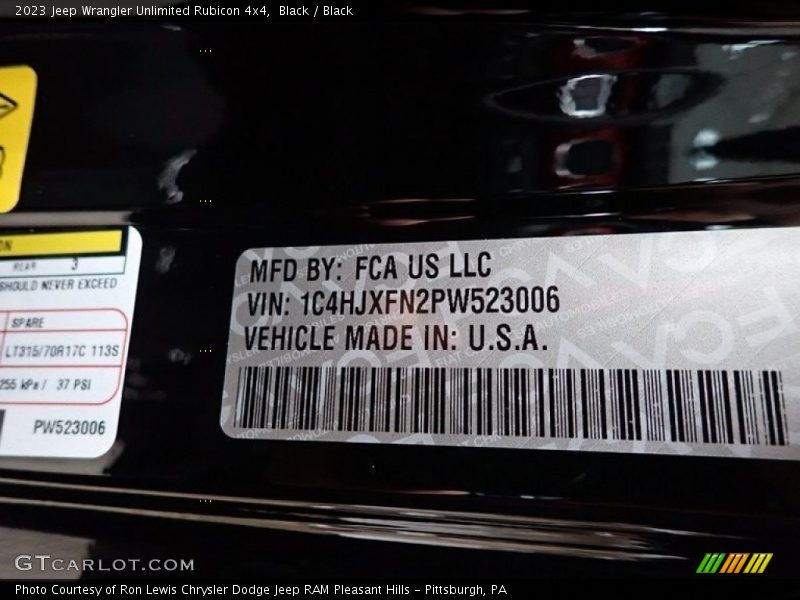 2023 Jeep Wrangler Unlimited Rubicon 4x4,  Black / Black
ON
REAR 3
SHOULD NEVER EXCEED
SPARE
LT315/70R17C 113S
255 kPa / 37 PSI
PW523006
MFD BY: FCA US LLC
VIN: 1C4HJXFN2PW523006
VEHICLE MADE IN: U.S.A.
GTCARLOT.COM
Photo Courtesy of Ron Lewis Chrysler Dodge Jeep RAM Pleasant Hills - Pittsburgh, PA